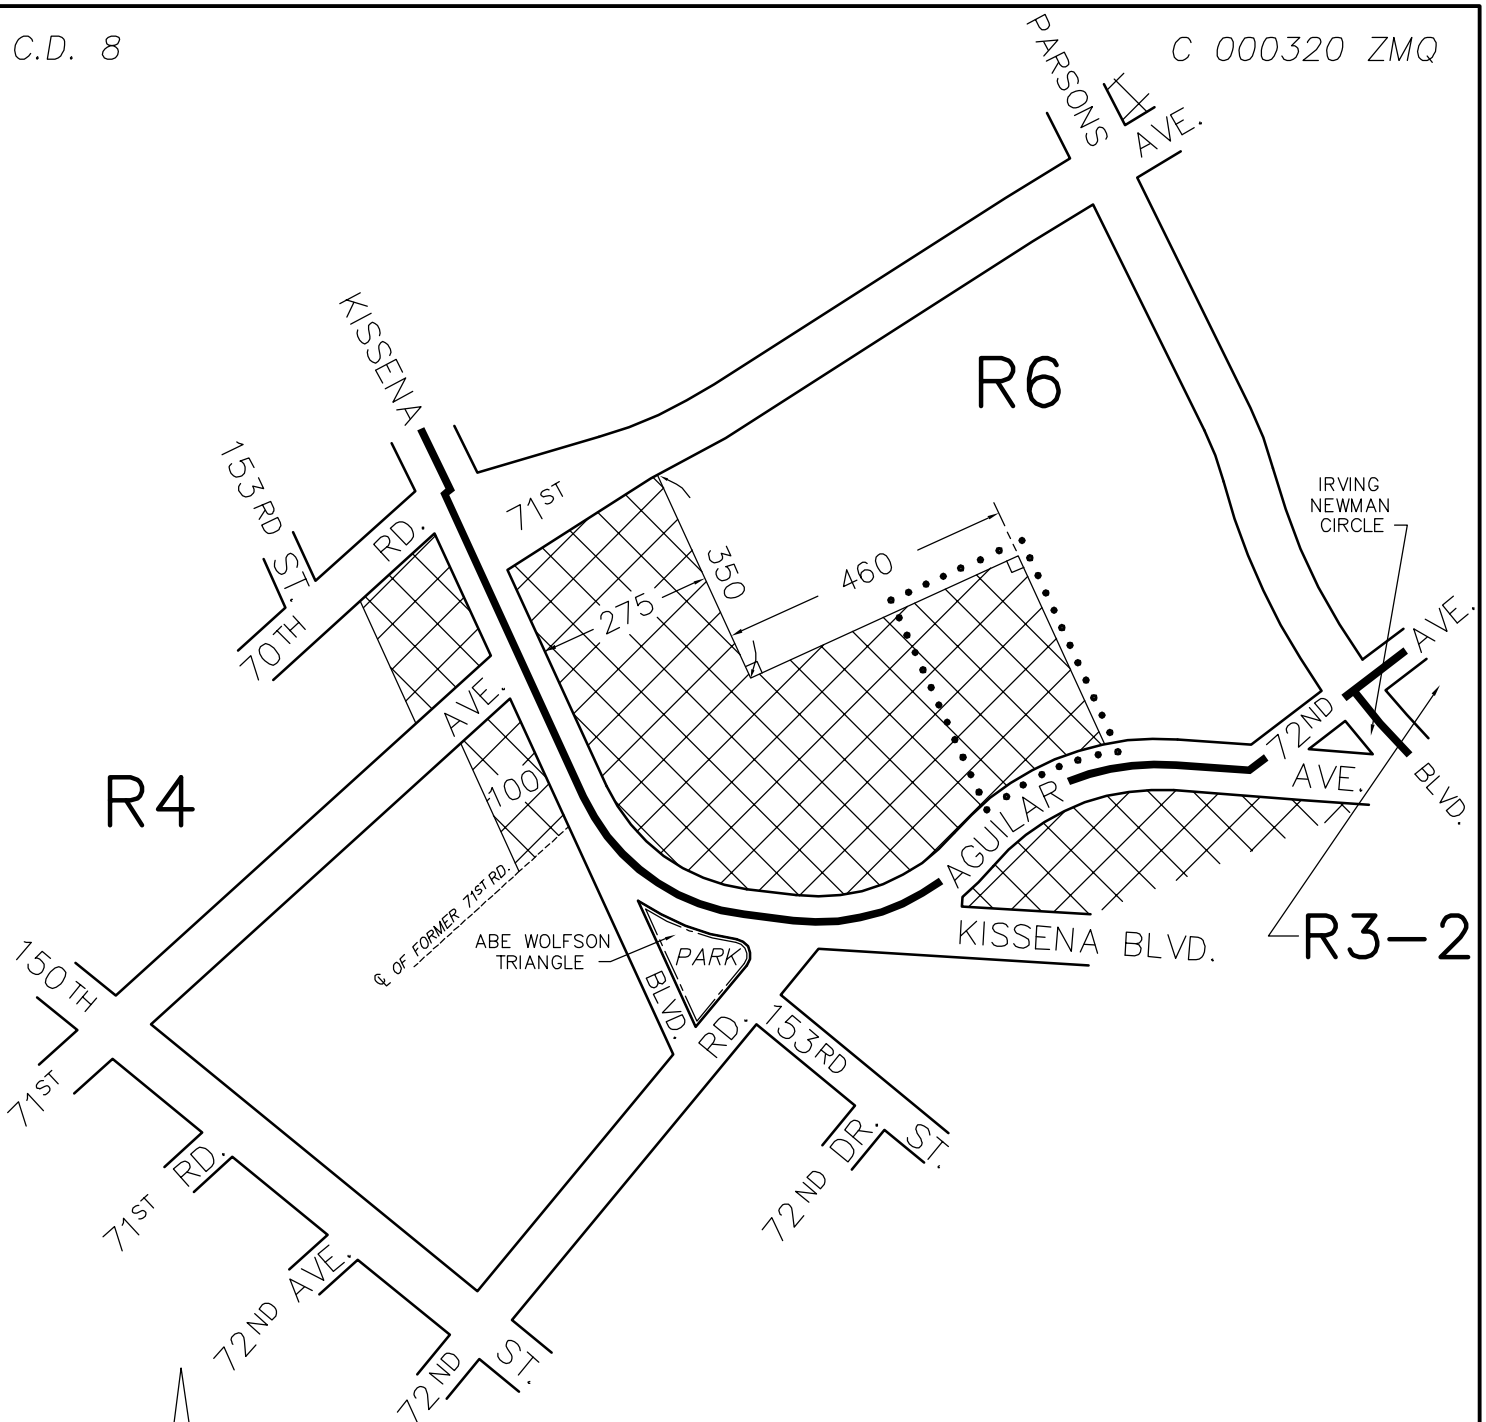 C.D. 8
C 000320 ZMQ
PARSONS
AVE.
KISSENA
R6
153RD
ST.
71ST
RD.
IRVING
NEWMAN
CIRCLE
350
460
275
70TH
AVE.
AVE.
72ND
R4
100
AVE.
BLVD.
AGUILAR
℄ OF FORMER 71ST RD.
KISSENA BLVD.
R3-2
ABE WOLFSON
TRIANGLE
PARK
BLVD.
150TH
RD.
153RD
71ST
DR.
ST.
RD.
72ND
71ST
AVE.
72ND
ST.
72ND